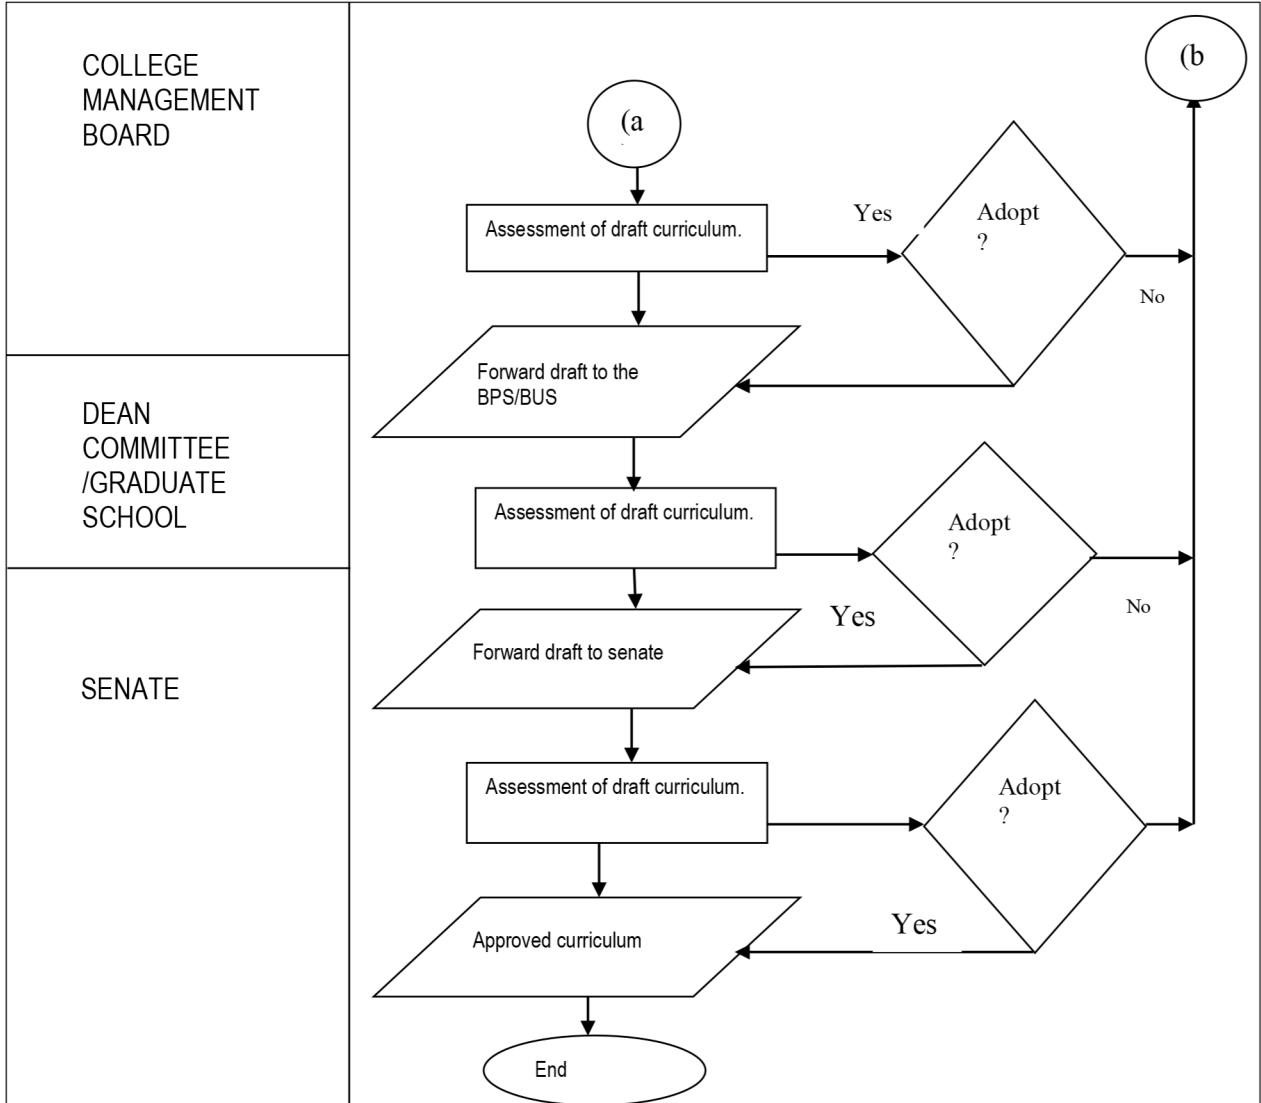 COLLEGE
MANAGEMENT
BOARD
DEAN
COMMITTEE
/GRADUATE
SCHOOL
SENATE
(a
(b
Assessment of draft curriculum.
Yes
Adopt
?
No
Forward draft to the
BPS/BUS
Assessment of draft curriculum.
Adopt
?
Yes
No
Forward draft to senate
Assessment of draft curriculum.
Adopt
?
Yes
Approved curriculum
End